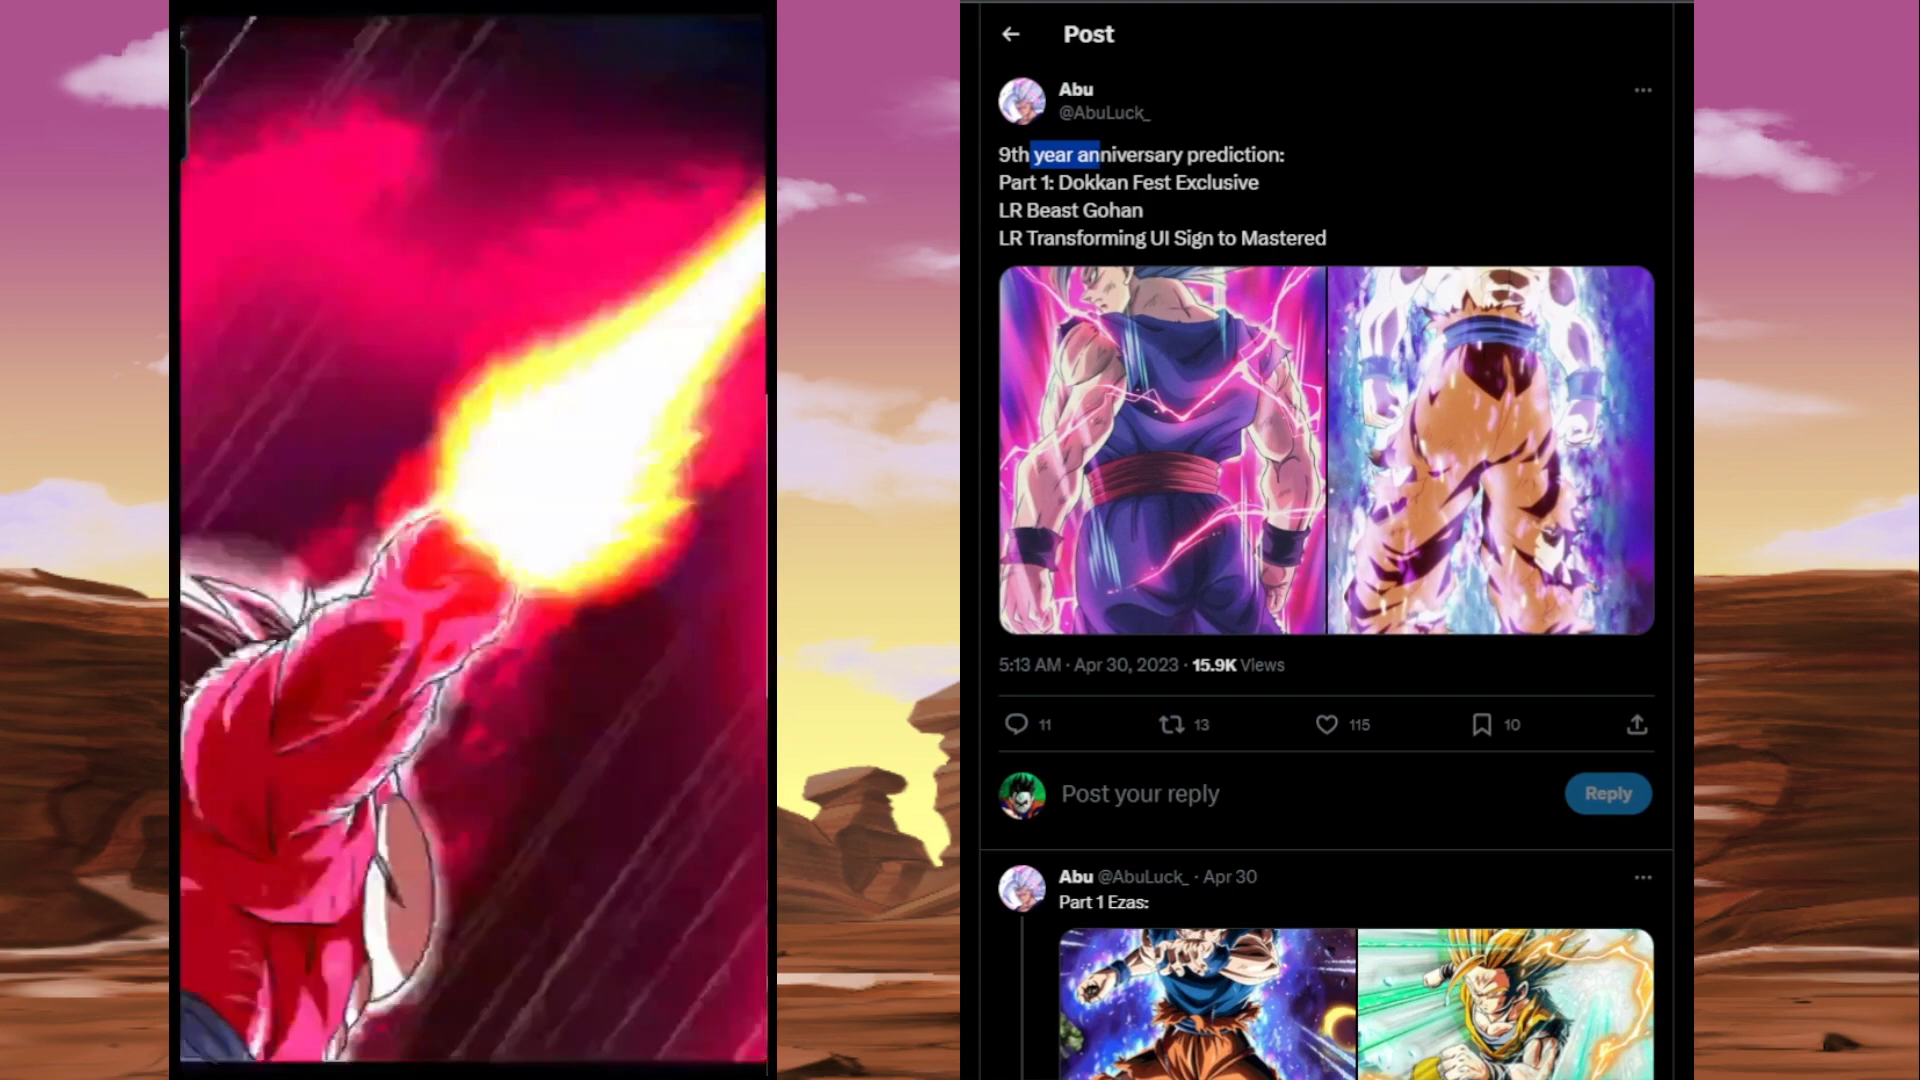 Post
Abu
@AbuLuck_
9th year anniversary prediction:
Part 1: Dokkan Fest Exclusive
LR Beast Gohan
LR Transforming UI Sign to Mastered
5:13 AM · Apr 30, 2023 · 15.9K Views
11 13 115 10
Post your reply
Reply
Abu @AbuLuck_ · Apr 30
Part 1 Ezas: